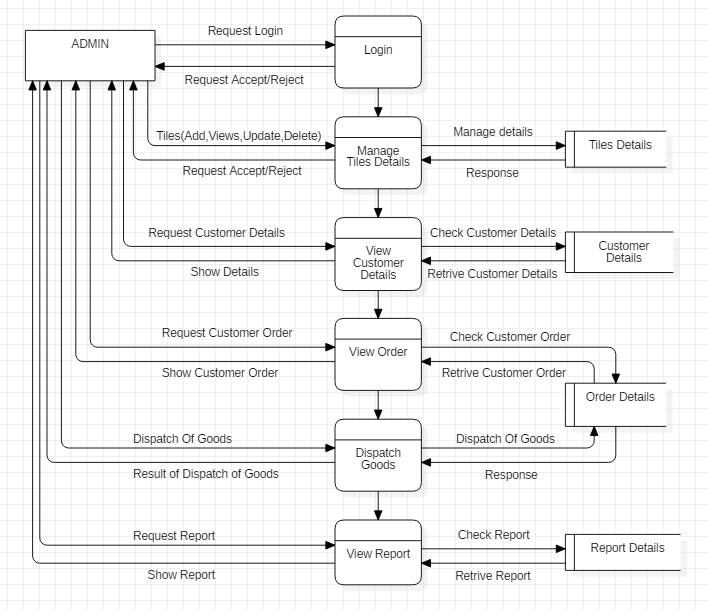 Request Login
ADMIN
Login
Request Accept/Reject
Tiles(Add,Views,Update,Delete)
Manage details
Manage
Tiles Details
Tiles Details
Request Accept/Reject
Response
Request Customer Details
Check Customer Details
View
Customer
Details
Customer
Details
Show Details
Retrive Customer Details
Request Customer Order
Check Customer Order
View Order
Show Customer Order
Retrive Customer Order
Order Details
Dispatch Of Goods
Dispatch Of Goods
Dispatch
Goods
Result of Dispatch of Goods
Response
Request Report
Check Report
View Report
Report Details
Show Report
Retrive Report